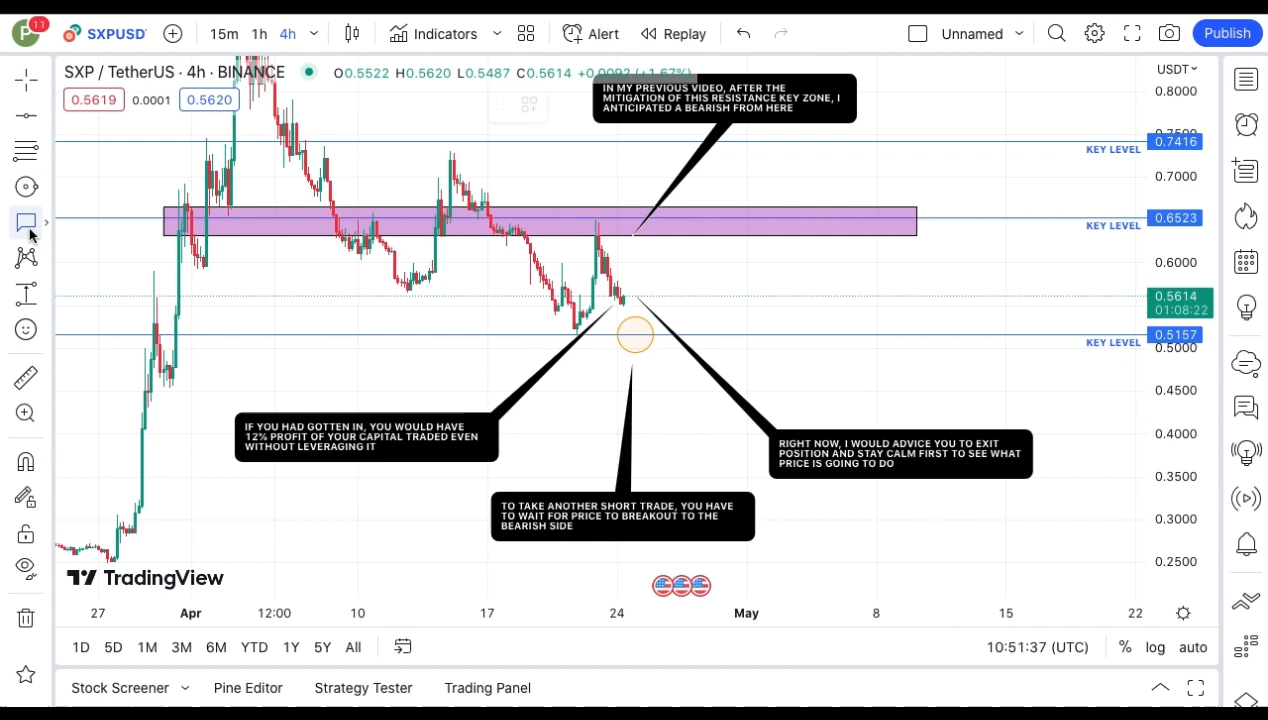 P
11
SXPUSD
15m 1h 4h
Indicators
Alert
Replay
Unnamed
Publish
SXP / TetherUS · 4h · BINANCE
O0.5522 H0.5620 L0.5487 C0.5614 +0.0092 (+1.67%)
0.5619 0.0001 0.5620
IN MY PREVIOUS VIDEO, AFTER THE
MITIGATION OF THIS RESISTANCE KEY ZONE, I
ANTICIPATED A BEARISH FROM HERE
USDT
0.8000
0.7500
0.7416
KEY LEVEL
0.7000
0.6523
KEY LEVEL
0.6000
0.5614
01:08:22
0.5157
KEY LEVEL
0.5000
0.4500
0.4000
0.3500
0.3000
0.2500
IF YOU HAD GOTTEN IN, YOU WOULD HAVE
12% PROFIT OF YOUR CAPITAL TRADED EVEN
WITHOUT LEVERAGING IT
RIGHT NOW, I WOULD ADVICE YOU TO EXIT
POSITION AND STAY CALM FIRST TO SEE WHAT
PRICE IS GOING TO DO
TO TAKE ANOTHER SHORT TRADE, YOU HAVE
TO WAIT FOR PRICE TO BREAKOUT TO THE
BEARISH SIDE
TradingView
27 Apr 12:00 10 17 24 May 8 15 22
1D 5D 1M 3M 6M YTD 1Y 5Y All
10:51:37 (UTC) % log auto
Stock Screener Pine Editor Strategy Tester Trading Panel